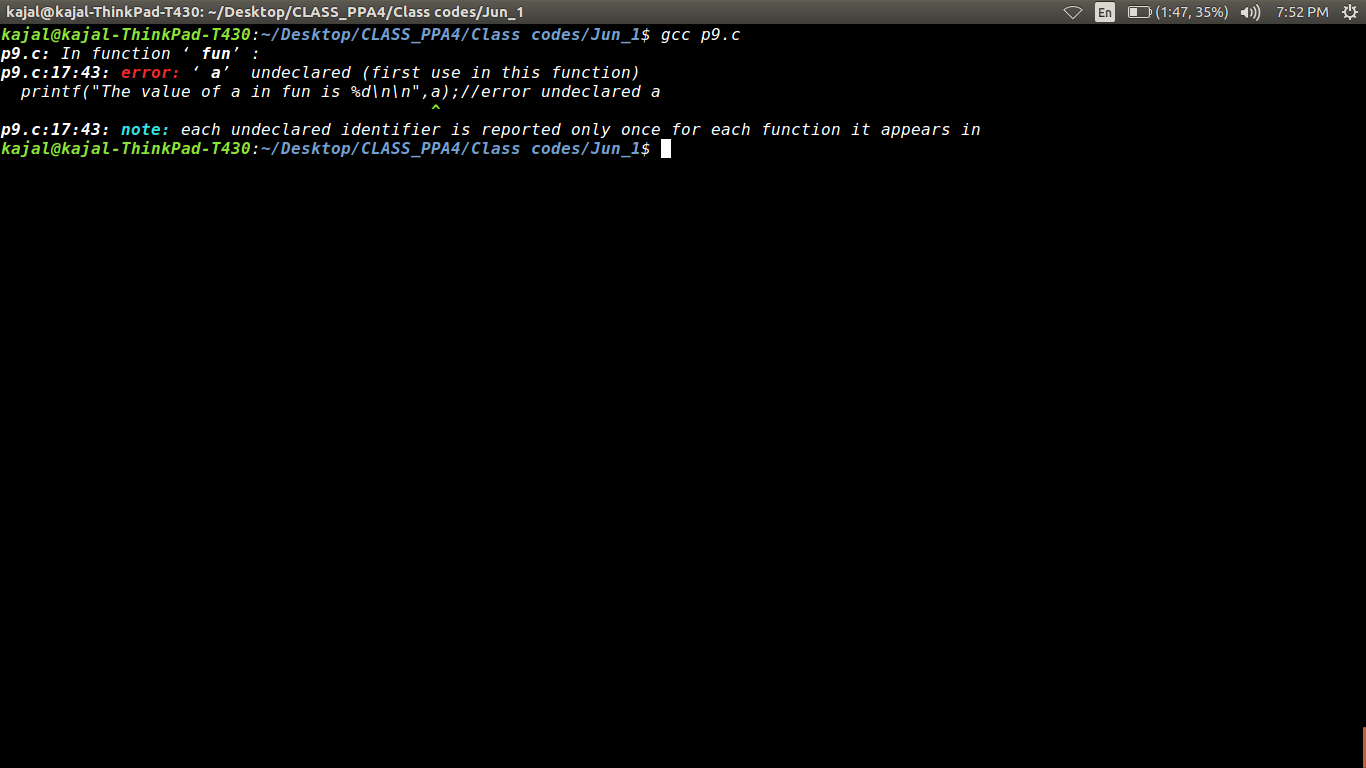 kajal@kajal-ThinkPad-T430: ~/Desktop/CLASS_PPA4/Class codes/Jun_1 En (1:47, 35%) 7:52 PM
kajal@kajal-ThinkPad-T430:~/Desktop/CLASS_PPA4/Class codes/Jun_1$ gcc p9.c
p9.c: In function ‘ fun’ :
p9.c:17:43: error: ‘ a’  undeclared (first use in this function)
  printf("The value of a in fun is %d\n\n",a);//error undeclared a
                                           ^
p9.c:17:43: note: each undeclared identifier is reported only once for each function it appears in
kajal@kajal-ThinkPad-T430:~/Desktop/CLASS_PPA4/Class codes/Jun_1$